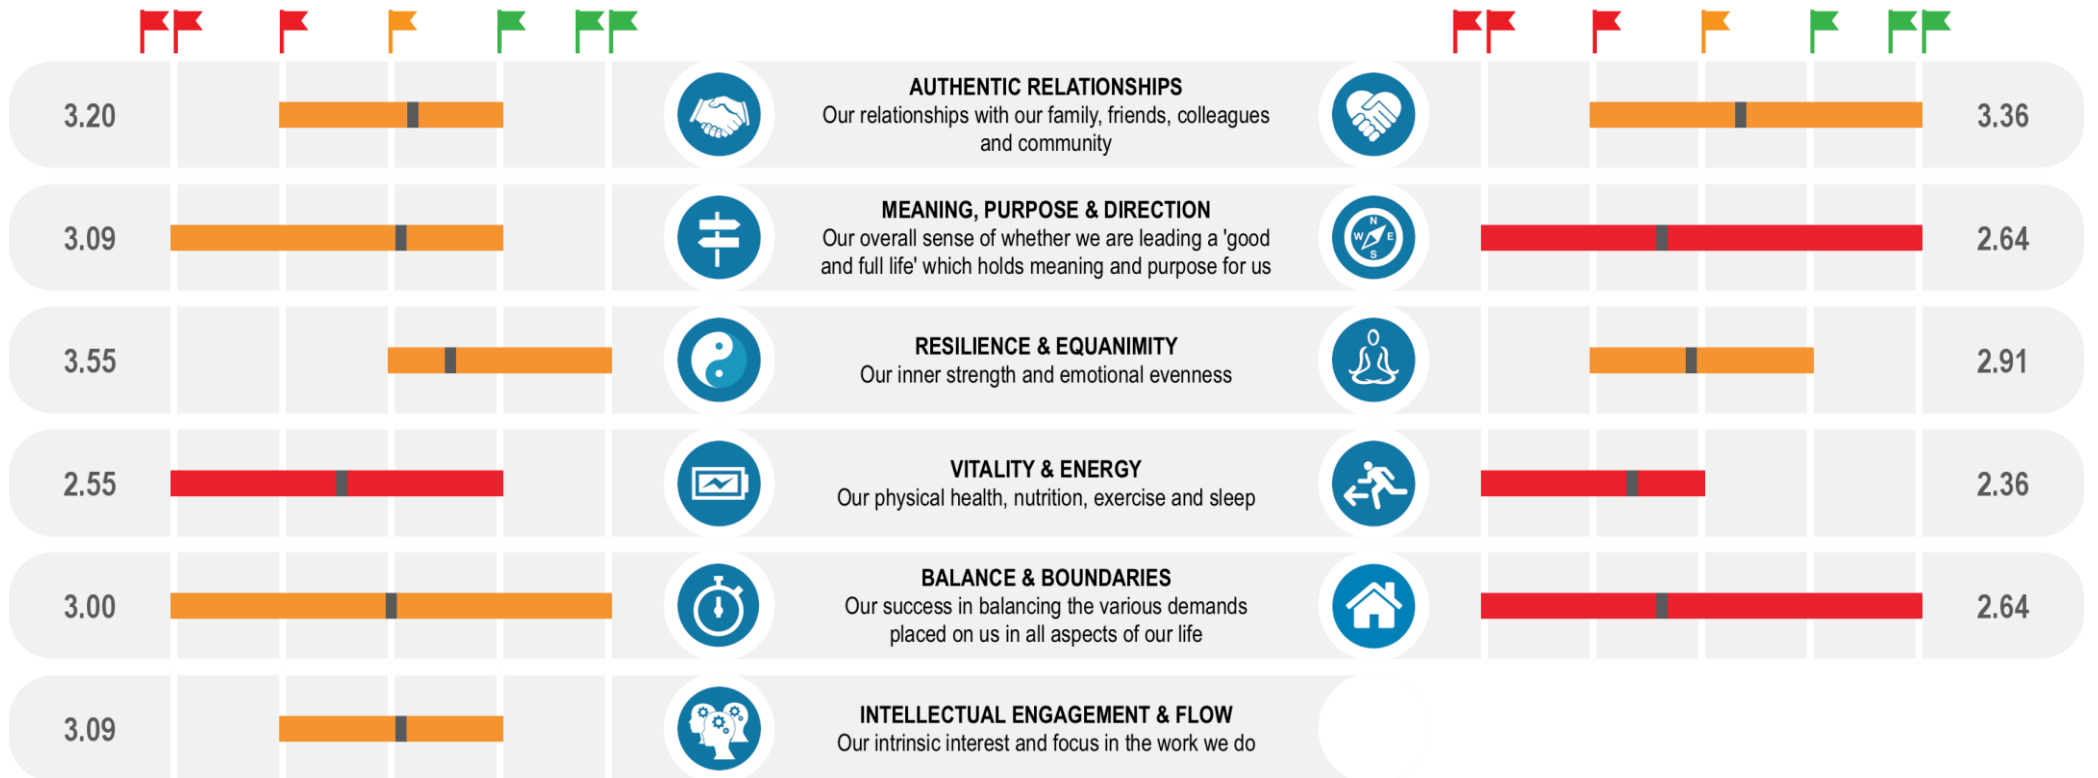 3.20
AUTHENTIC RELATIONSHIPS
Our relationships with our family, friends, colleagues
and community
3.36
3.09
MEANING, PURPOSE & DIRECTION
Our overall sense of whether we are leading a 'good
and full life' which holds meaning and purpose for us
N
W E
S
2.64
3.55
RESILIENCE & EQUANIMITY
Our inner strength and emotional evenness
2.91
2.55
VITALITY & ENERGY
Our physical health, nutrition, exercise and sleep
2.36
3.00
BALANCE & BOUNDARIES
Our success in balancing the various demands
placed on us in all aspects of our life
2.64
3.09
INTELLECTUAL ENGAGEMENT & FLOW
Our intrinsic interest and focus in the work we do